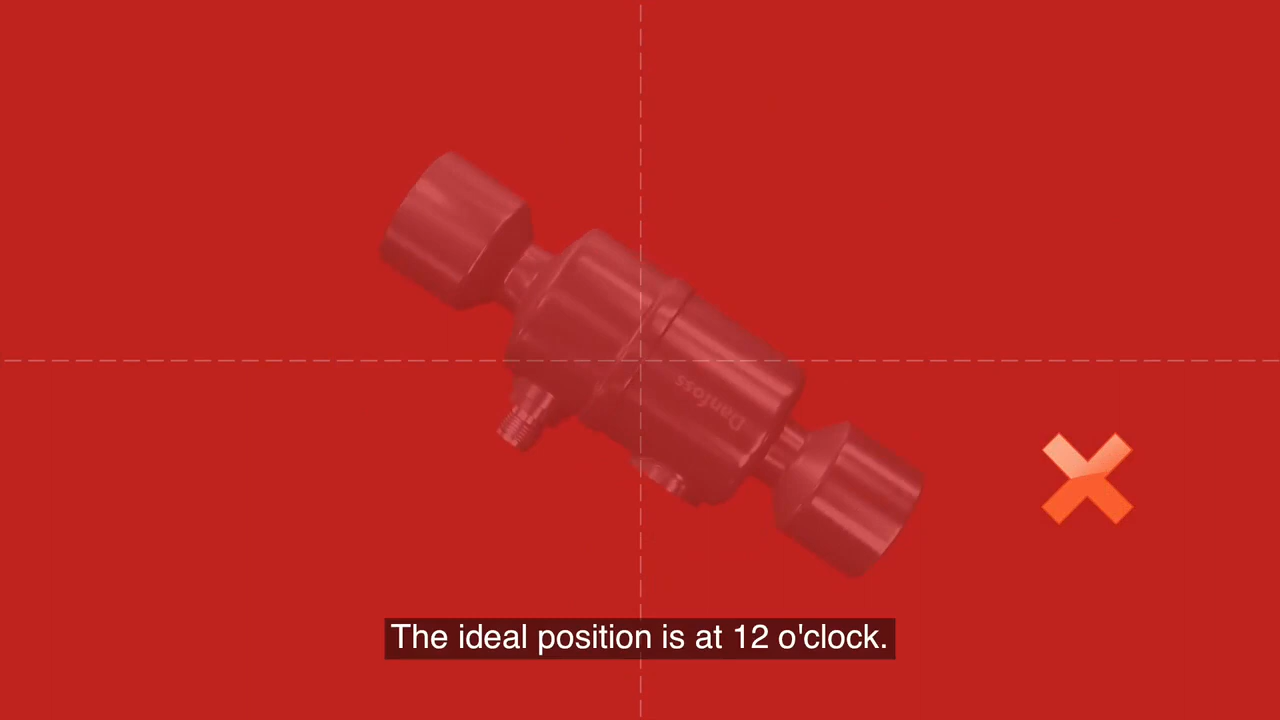 Danfoss
The ideal position is at 12 o'clock.